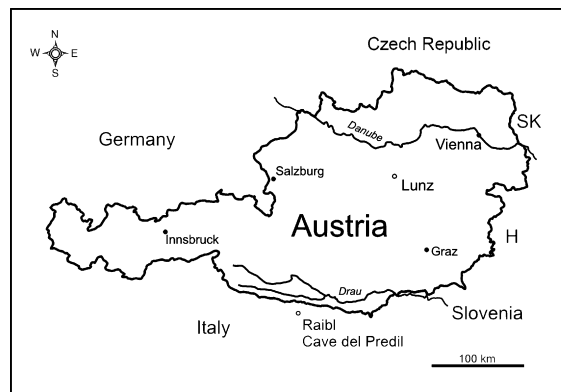 N
W E
S
Czech Republic
Germany
Danube
SK
Vienna
Salzburg
Lunz
Austria
H
Innsbruck
Graz
Drau
Slovenia
Italy
Raibl
Cave del Predil
100 km